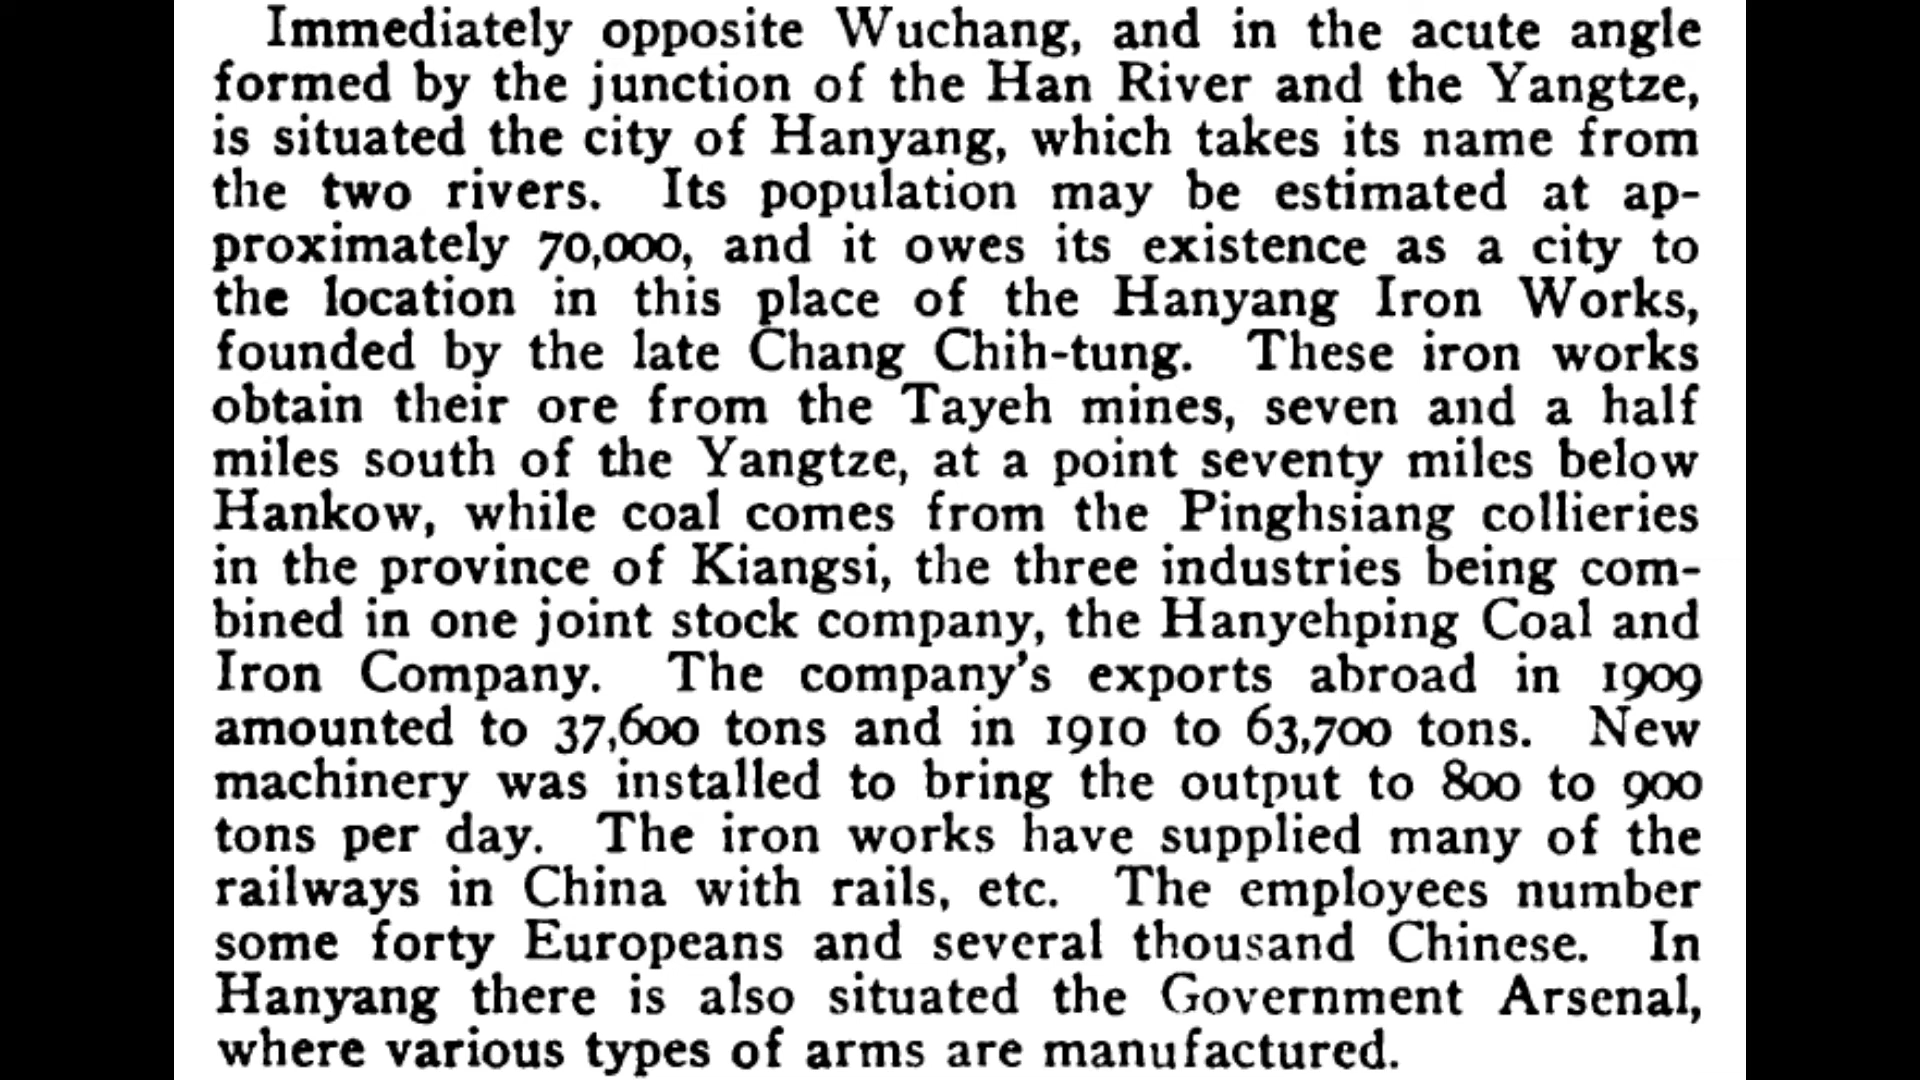 Immediately opposite Wuchang, and in the acute angle
formed by the junction of the Han River and the Yangtze,
is situated the city of Hanyang, which takes its name from
the two rivers. Its population may be estimated at ap-
proximately 70,000, and it owes its existence as a city to
the location in this place of the Hanyang Iron Works,
founded by the late Chang Chih-tung. These iron works
obtain their ore from the Tayeh mines, seven and a half
miles south of the Yangtze, at a point seventy miles below
Hankow, while coal comes from the Pinghsiang collieries
in the province of Kiangsi, the three industries being com-
bined in one joint stock company, the Hanyehping Coal and
Iron Company. The company's exports abroad in 1909
amounted to 37,600 tons and in 1910 to 63,700 tons. New
machinery was installed to bring the output to 800 to 900
tons per day. The iron works have supplied many of the
railways in China with rails, etc. The employees number
some forty Europeans and several thousand Chinese. In
Hanyang there is also situated the Government Arsenal,
where various types of arms are manufactured.